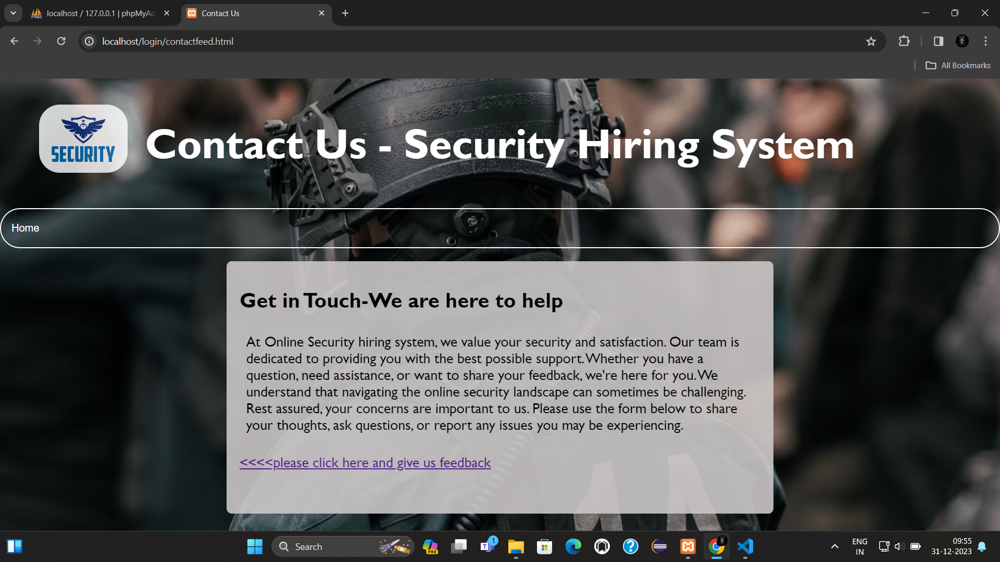 localhost / 127.0.0.1 | phpMyAd
Contact Us
localhost/login/contactfeed.html
All Bookmarks
SECURITY
Contact Us - Security Hiring System
Home
Get in Touch-We are here to help
At Online Security hiring system, we value your security and satisfaction. Our team is
dedicated to providing you with the best possible support. Whether you have a
question, need assistance, or want to share your feedback, we're here for you. We
understand that navigating the online security landscape can sometimes be challenging.
Rest assured, your concerns are important to us. Please use the form below to share
your thoughts, ask questions, or report any issues you may be experiencing.
<<<<please click here and give us feedback
Search
PRE
T
1
ENG
IN
09:55
31-12-2023